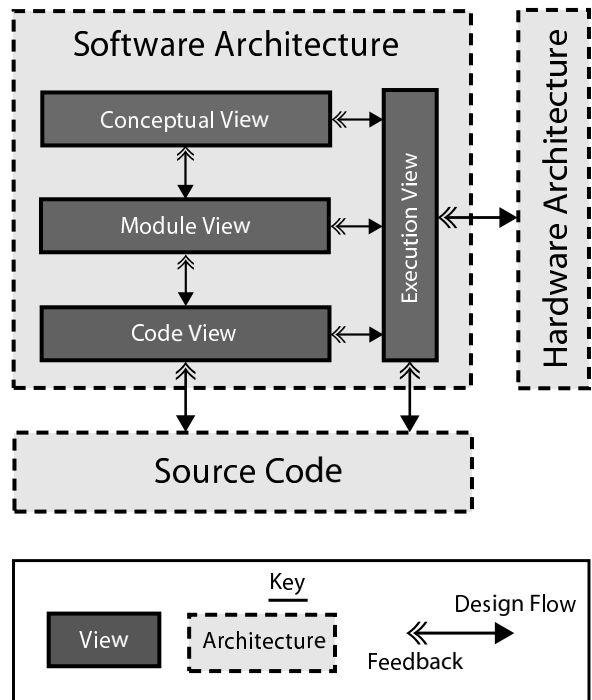 Software Architecture
Conceptual View
Module View
Code View
Execution View
Hardware Architecture
Source Code
Key
View
Architecture
Design Flow
Feedback